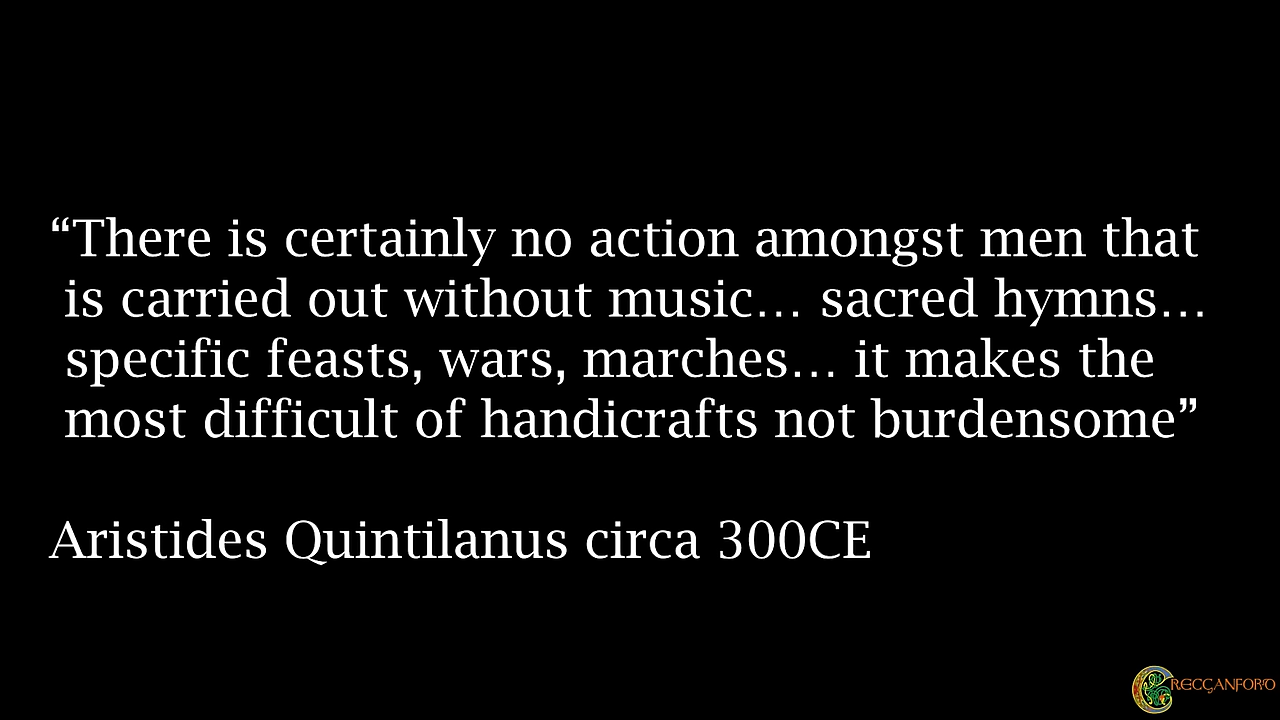 “There is certainly no action amongst men that
is carried out without music… sacred hymns…
specific feasts, wars, marches… it makes the
most difficult of handicrafts not burdensome”
Aristides Quintilanus circa 300CE
CRECGANFORD